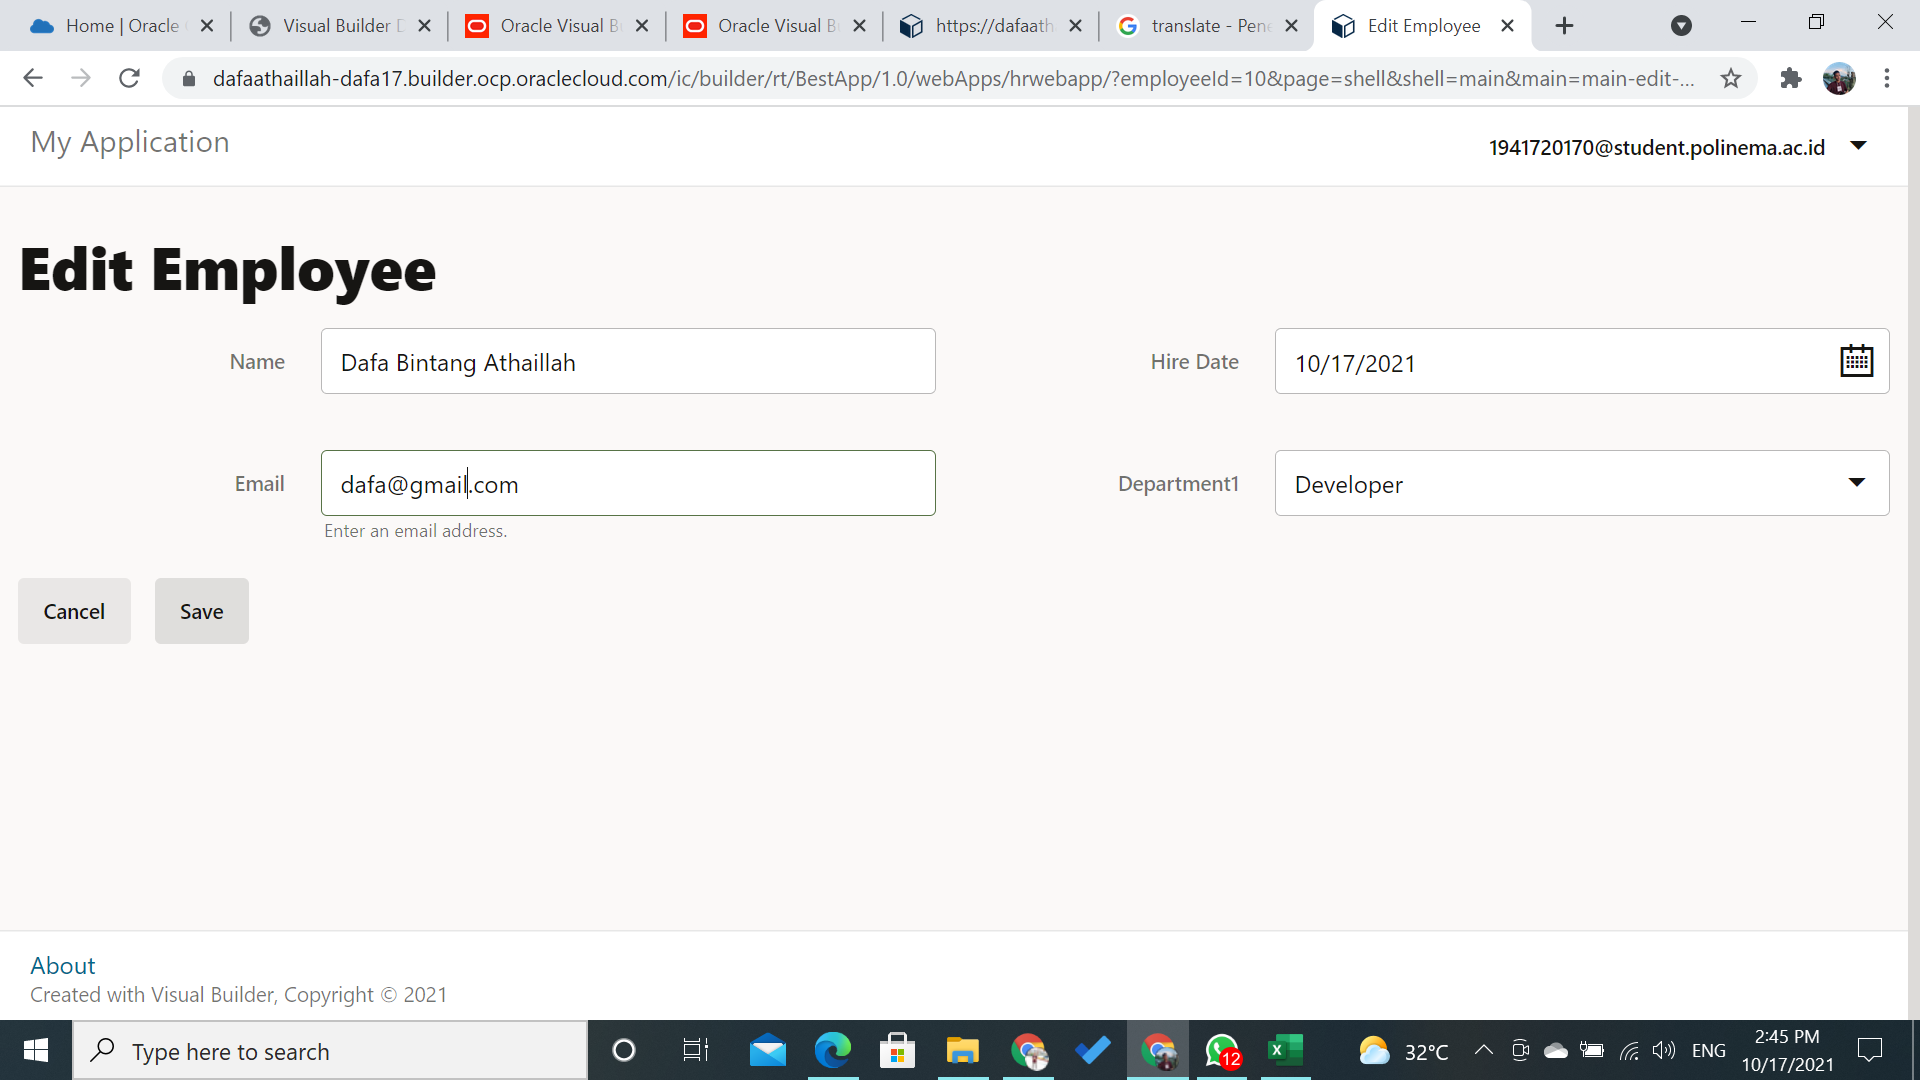 Home | Oracle
Visual Builder
Oracle Visual B
Oracle Visual B
https://dafaath
translate - Pene
Edit Employee
dafaathaillah-dafa17.builder.ocp.oraclecloud.com/ic/builder/rt/BestApp/1.0/webApps/hrwebapp/?employeeId=10&page=shell&shell=main&main=main-edit-...
My Application
1941720170@student.polinema.ac.id
Edit Employee
Name
Dafa Bintang Athaillah
Hire Date
10/17/2021
Email
dafa@gmail.com
Enter an email address.
Department1
Developer
Cancel
Save
About
Created with Visual Builder, Copyright © 2021
Type here to search
12
32°C
ENG
2:45 PM
10/17/2021